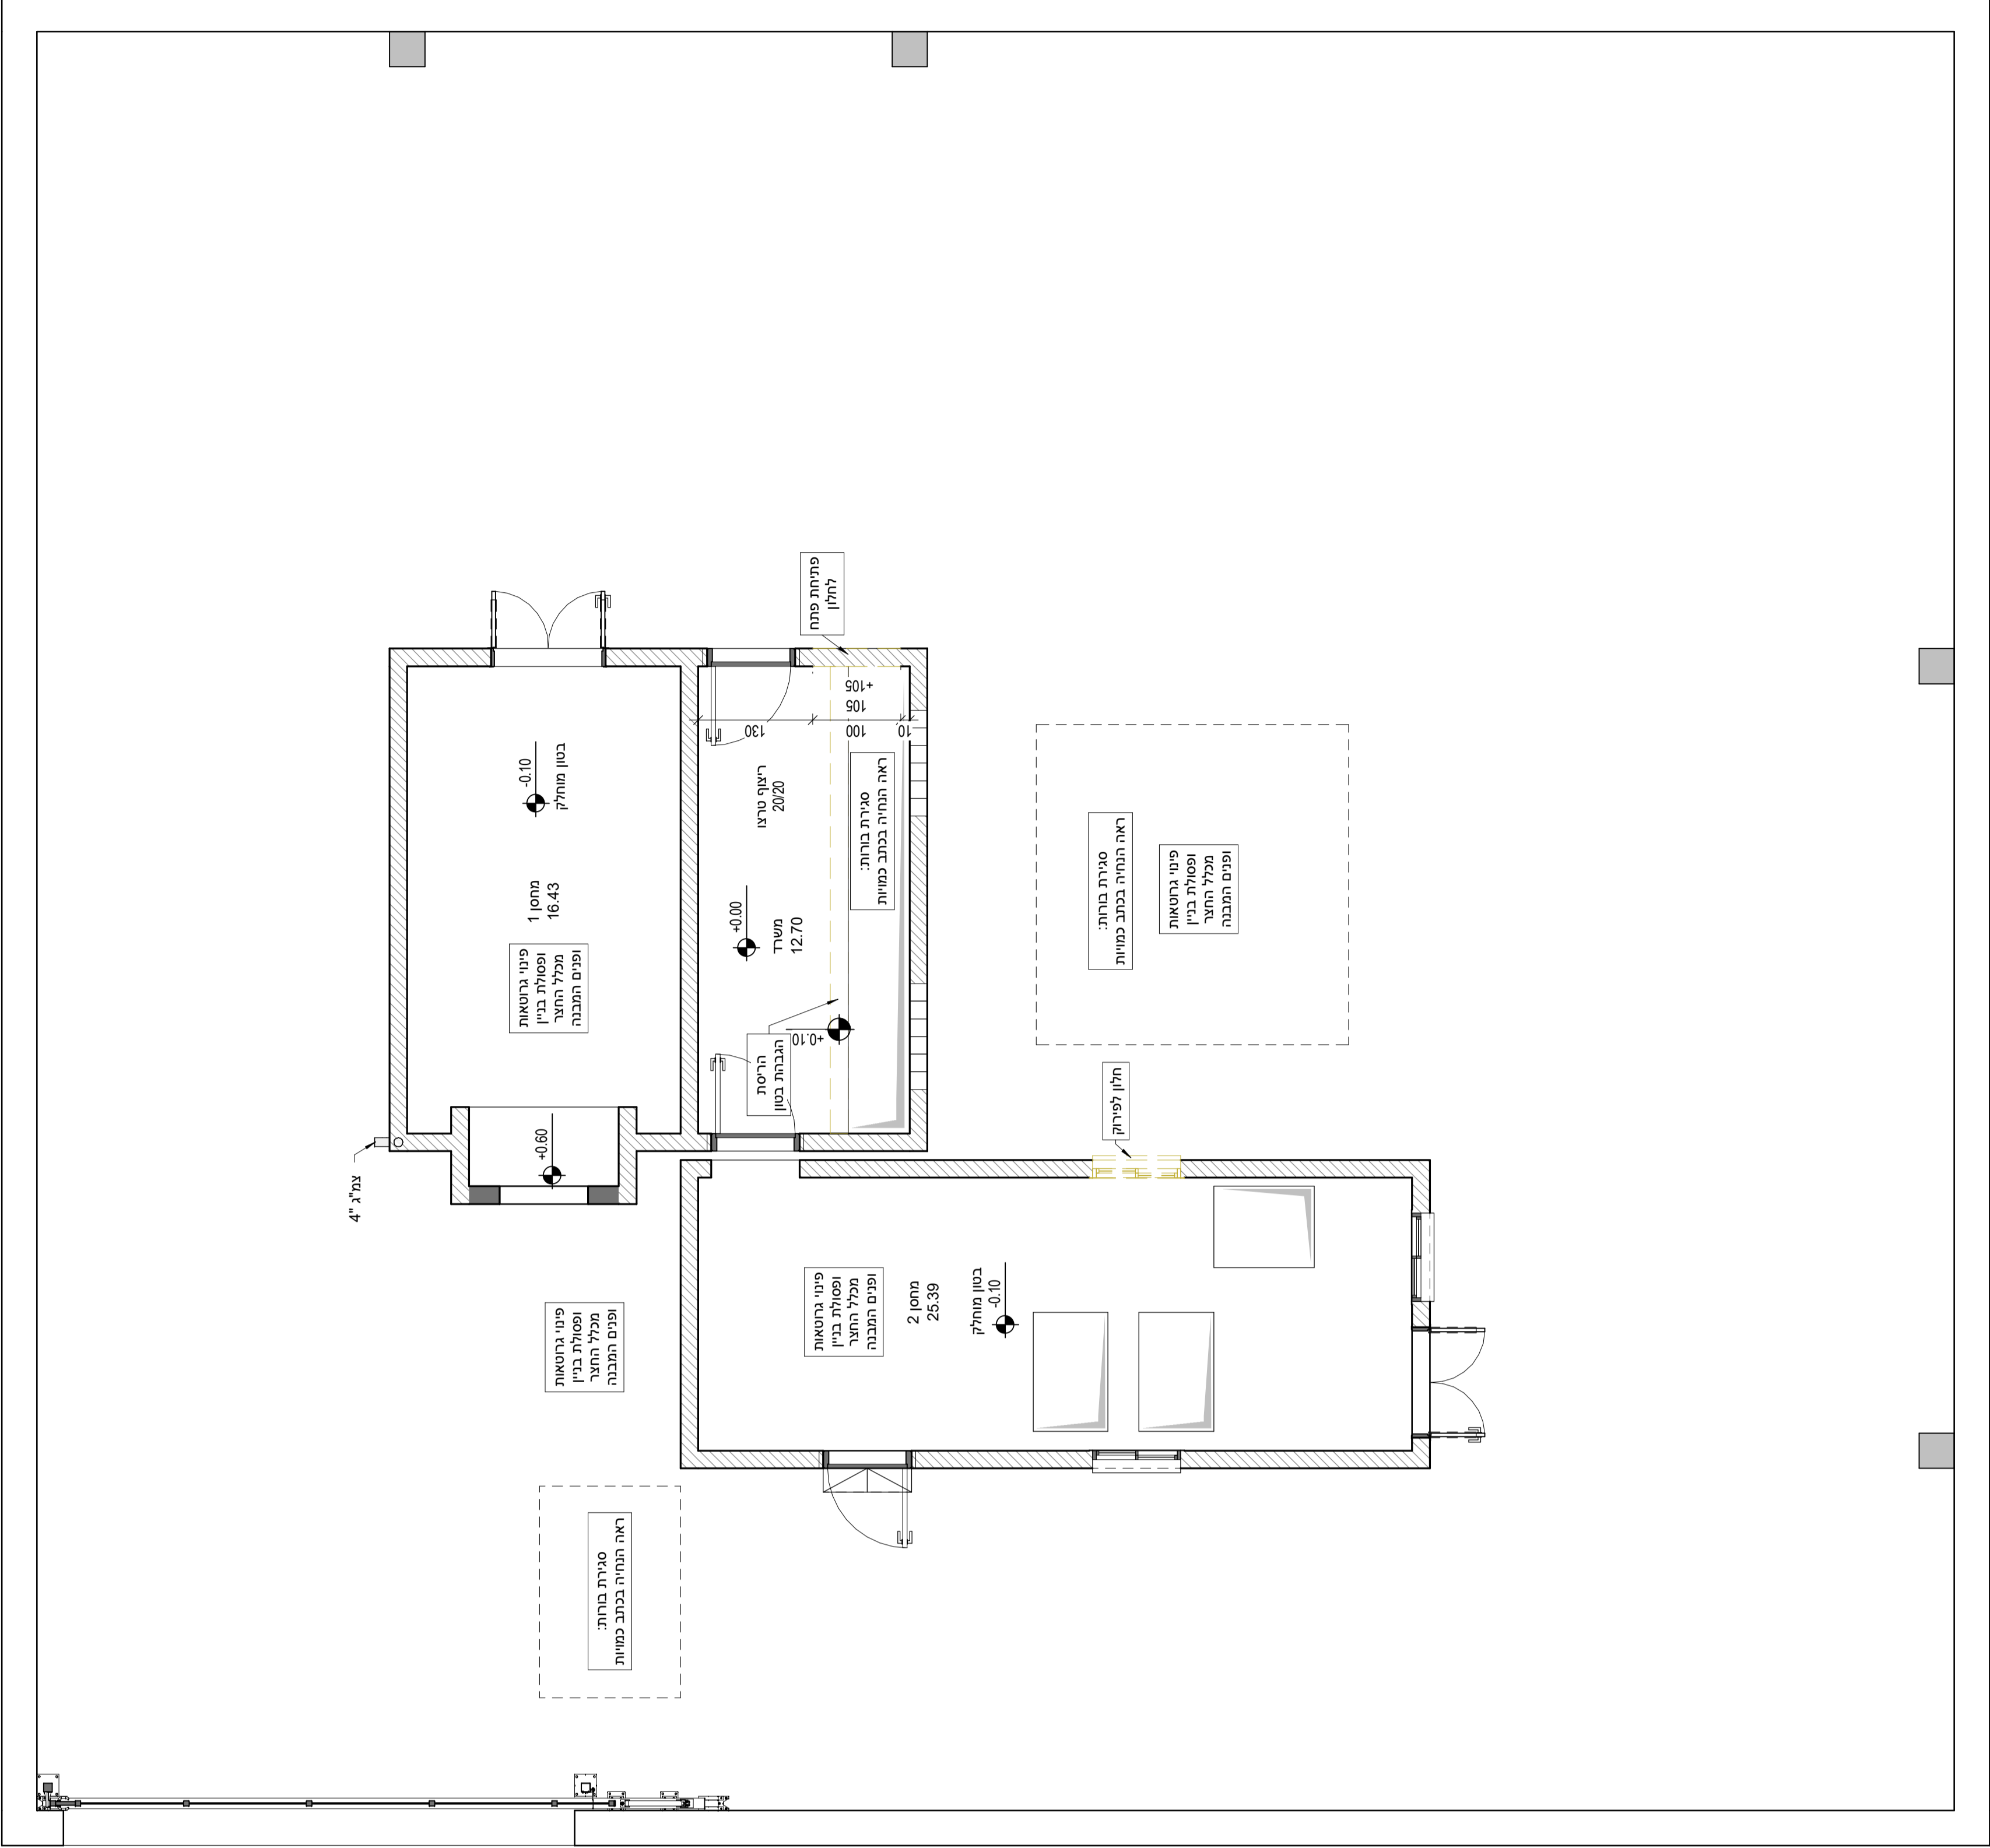 פתיחת פתח
לחלון
+105
105
130
100
10
-0.10
בטון מוחלק
ריצוף טרצו
20/20
סגירת בורות:
ראה הנחיה בכתב כמויות
מחסן 1
16.43
+0.00
משרד
12.70
פינוי גרוטאות
ופסולת בניין
מכלל החצר
ופנים המבנה
+0.10
הריסת
הגבהת בטון
+0.60
צמ"ג 4"
סגירת בורות:
ראה הנחיה בכתב כמויות
פינוי גרוטאות
ופסולת בניין
מכלל החצר
ופנים המבנה
חלון לפירוק
פינוי גרוטאות
ופסולת בניין
מכלל החצר
ופנים המבנה
מחסן 2
25.39
בטון מוחלק
-0.10
פינוי גרוטאות
ופסולת בניין
מכלל החצר
ופנים המבנה
סגירת בורות:
ראה הנחיה בכתב כמויות